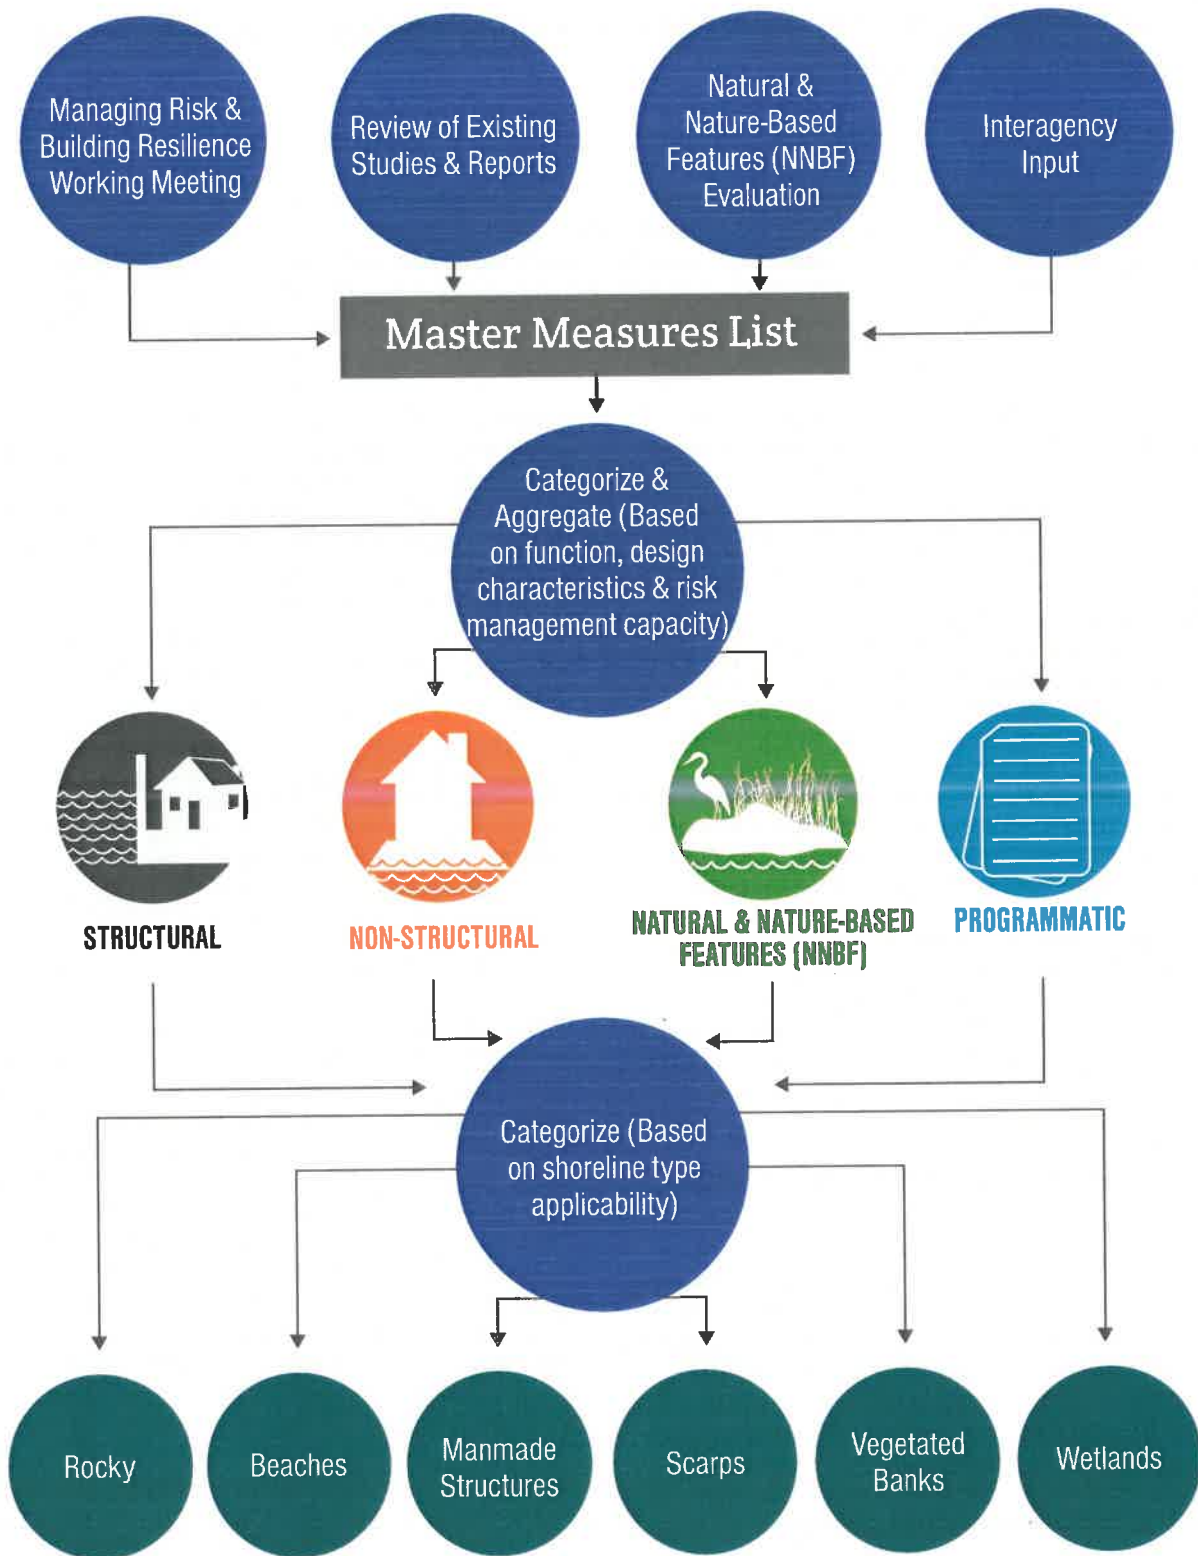 Managing Risk &
Building Resilience
Working Meeting
Review of Existing
Studies & Reports
Natural &
Nature-Based
Features (NNBF)
Evaluation
Interagency
Input
Master Measures List
Categorize &
Aggregate (Based
on function, design
characteristics & risk
management capacity)
STRUCTURAL
NON-STRUCTURAL
NATURAL & NATURE-BASED
FEATURES (NNBF)
PROGRAMMATIC
Categorize (Based
on shoreline type
applicability)
Rocky
Beaches
Manmade
Structures
Scarps
Vegetated
Banks
Wetlands